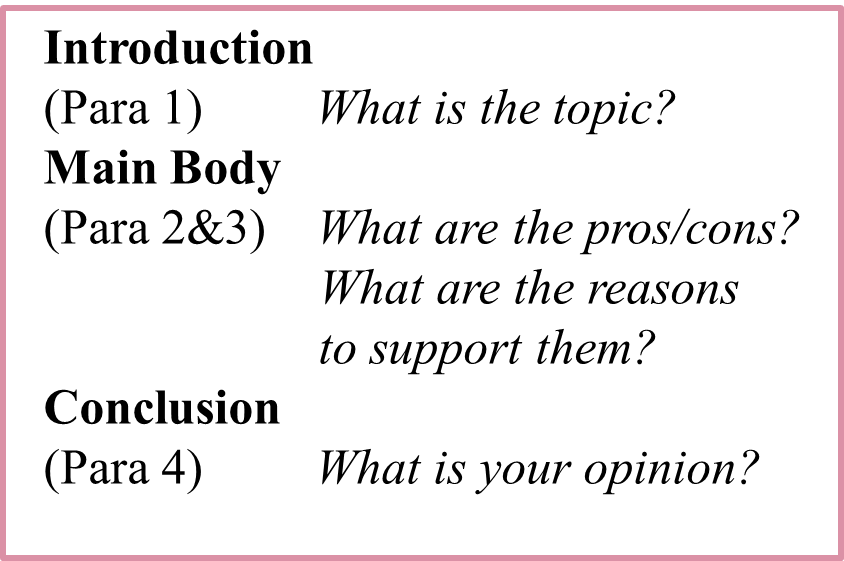 Introduction
(Para 1) What is the topic?
Main Body
(Para 2&3) What are the pros/cons?
What are the reasons
to support them?
Conclusion
(Para 4) What is your opinion?